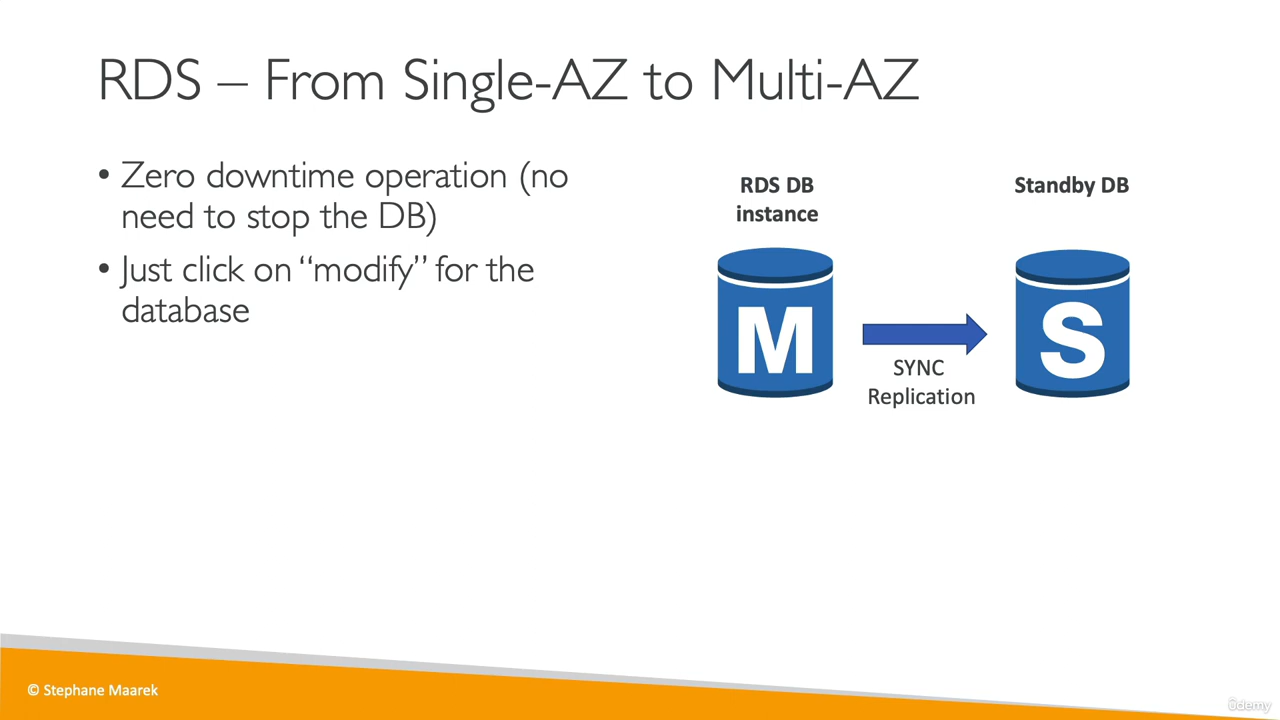 RDS – From Single-AZ to Multi-AZ
• Zero downtime operation (no
need to stop the DB)
• Just click on “modify” for the
database
RDS DB
instance
Standby DB
M
SYNC
Replication
S
© Stephane Maarek
ûdemy